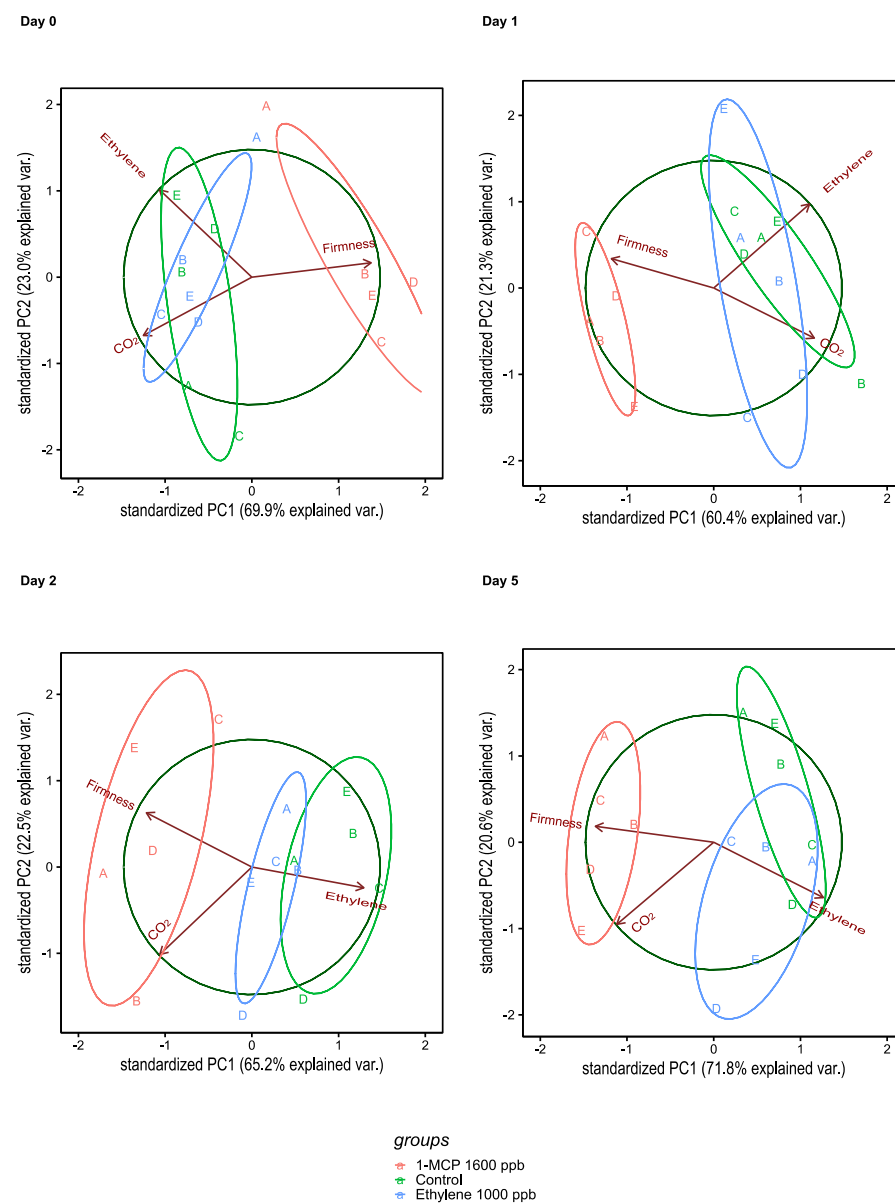 Day 0
Day 1
2
1
0
-1
-2
standardized PC2 (23.0% explained var.)
A
A
Ethylene
E
E
D
Firmness
B
B
B
D
E
E
C
D
CO₂
C
A
C
-2
-1
0
1
2
standardized PC1 (69.9% explained var.)
2
1
0
-1
-2
standardized PC2 (21.3% explained var.)
E
Ethylene
C
E
C
A
A
Firmness
D
B
D
A
B
CO₂
D
B
E
C
-2
-1
0
1
2
standardized PC1 (60.4% explained var.)
Day 2
Day 5
2
1
0
-1
standardized PC2 (22.5% explained var.)
C
E
Firmness
E
A
B
D
C
A
B
A
E
C
Ethylene
CO₂
B
D
D
-2
-1
0
1
2
standardized PC1 (65.2% explained var.)
2
1
0
-1
-2
standardized PC2 (20.6% explained var.)
A
E
A
B
C
Firmness
B
C
B
C
A
D
D
Ethylene
CO₂
E
E
D
-2
-1
0
1
2
standardized PC1 (71.8% explained var.)
groups
a 1-MCP 1600 ppb
a Control
a Ethylene 1000 ppb